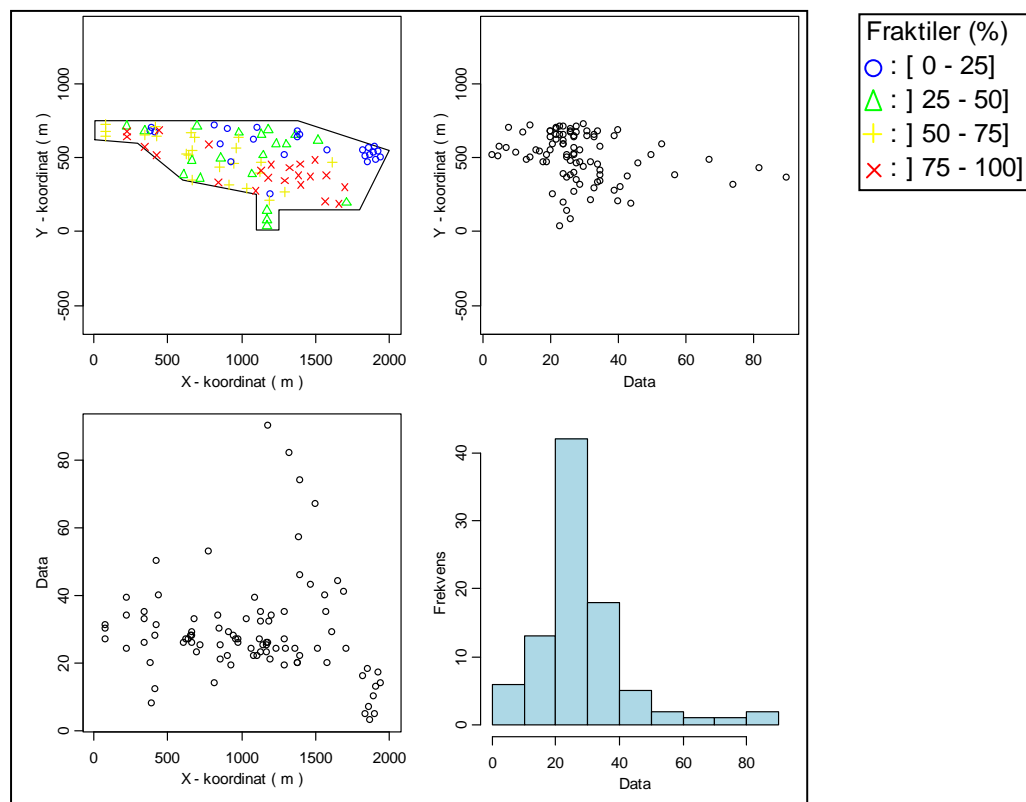 Fraktiler (%)
: [ 0 - 25]
: ] 25 - 50]
: ] 50 - 75]
: ] 75 - 100]
Y - koordinat ( m )
1000
500
0
-500
0 500 1000 1500 2000
X - koordinat ( m )
Y - koordinat ( m )
1000
500
0
-500
0 20 40 60 80
Data
Data
80
60
40
20
0
0 500 1000 1500 2000
X - koordinat ( m )
Frekvens
40
30
20
10
0
0 20 40 60 80
Data